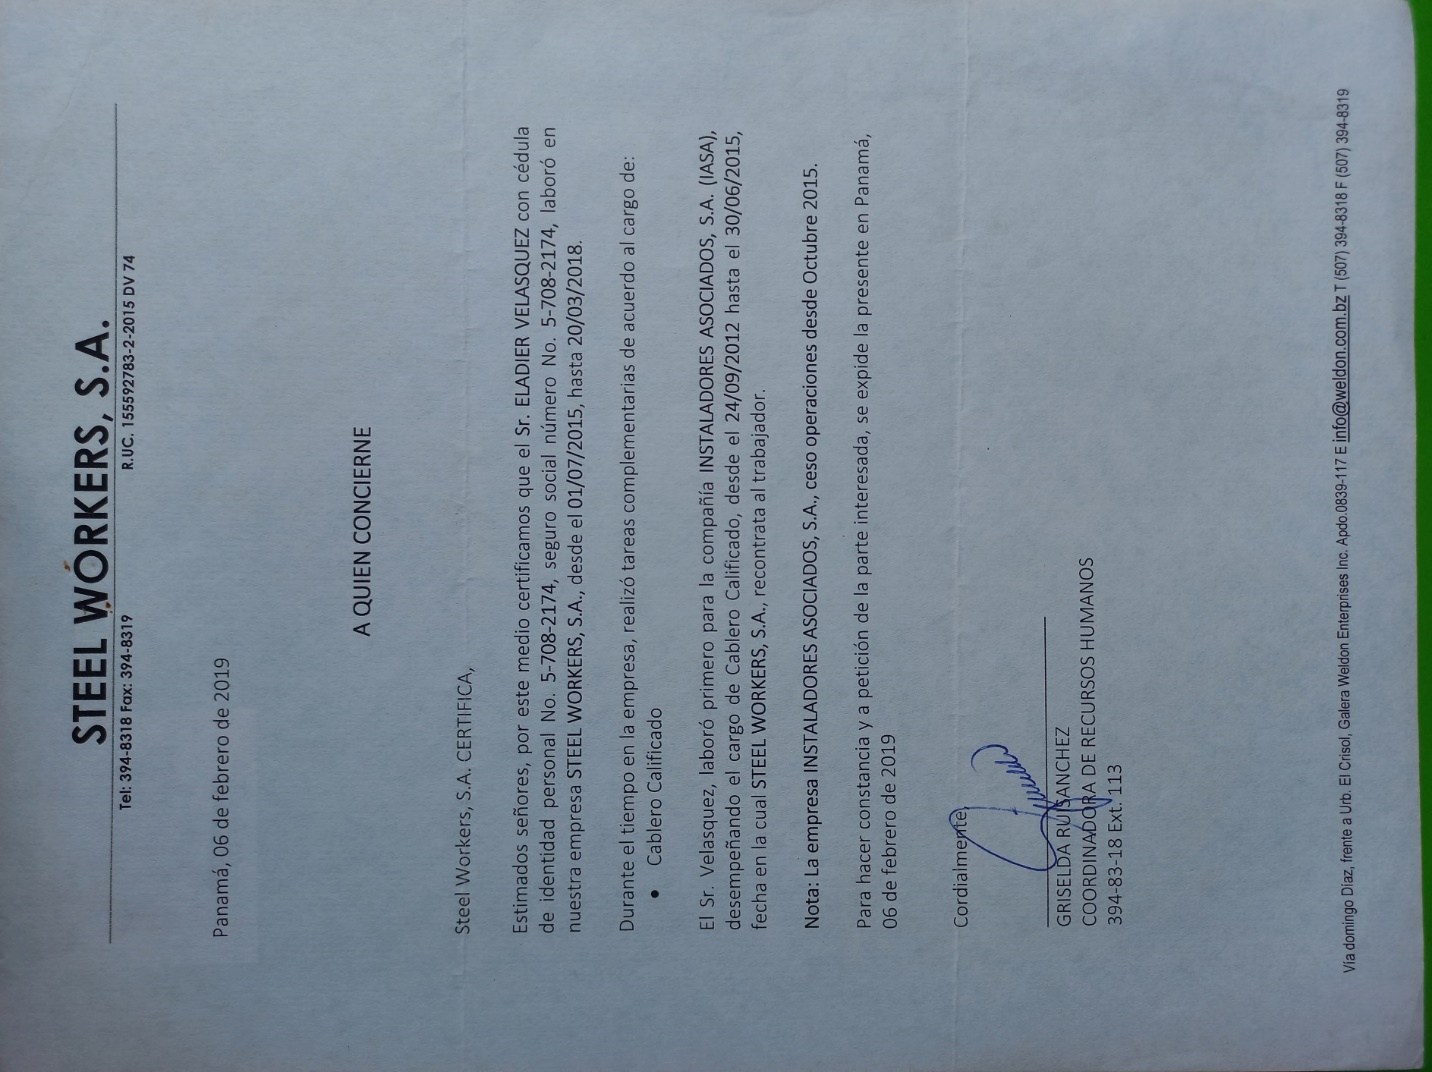 STEEL WORKERS, S.A.
Tel: 394-8318 Fax: 394-8319 R.U.C. 155592783-2-2015 DV 74
Panamá, 06 de febrero de 2019
A QUIEN CONCIERNE
Steel Workers, S.A. CERTIFICA,
Estimados señores, por este medio certificamos que el Sr. ELADIER VELASQUEZ con cédula
de identidad personal No. 5-708-2174, seguro social número No. 5-708-2174, laboró en
nuestra empresa STEEL WORKERS, S.A., desde el 01/07/2015, hasta 20/03/2018.
Durante el tiempo en la empresa, realizó tareas complementarias de acuerdo al cargo de:
• Cablero Calificado
El Sr. Velasquez, laboró primero para la compañía INSTALADORES ASOCIADOS, S.A. (IASA),
desempeñando el cargo de Cablero Calificado, desde el 24/09/2012 hasta el 30/06/2015,
fecha en la cual STEEL WORKERS, S.A., recontrata al trabajador.
Nota: La empresa INSTALADORES ASOCIADOS, S.A., ceso operaciones desde Octubre 2015.
Para hacer constancia y a petición de la parte interesada, se expide la presente en Panamá,
06 de febrero de 2019
Cordialmente,
GRISELDA RUISANCHEZ
COORDINADORA DE RECURSOS HUMANOS
394-83-18 Ext. 113
Vía domingo Díaz, frente a Urb. El Crisol, Galera Weldon Enterprises Inc. Apdo.0839-117 E info@weldon.com.bz T (507) 394-8318 F (507) 394-8319